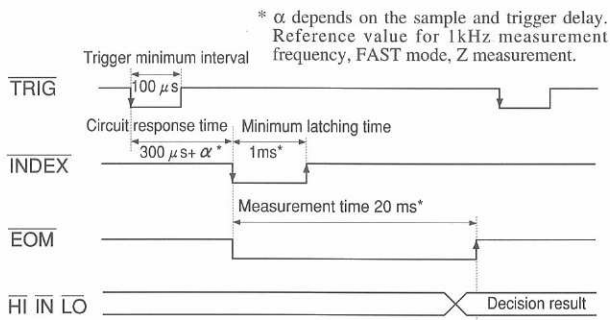 * α depends on the sample and trigger delay.
Reference value for 1kHz measurement
frequency, FAST mode, Z measurement.
Trigger minimum interval
TRIG
100 μs
Circuit response time Minimum latching time
300 μs+ α * 1ms*
INDEX
Measurement time 20 ms*
EOM
HI IN LO
Decision result